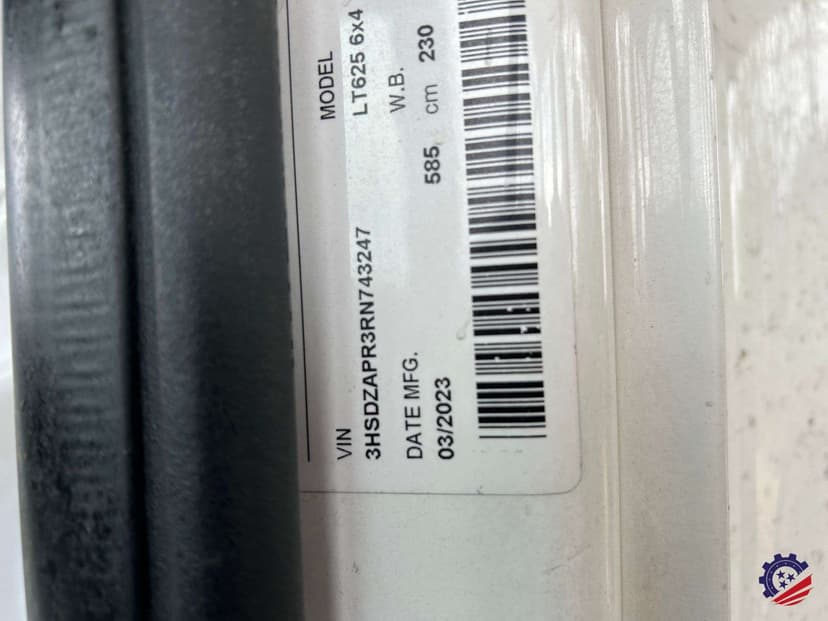 MODEL
LT625 6x4
VIN
3HSDZAPR3RN743247
W.B.
585 cm 230
DATE MFG.
03/2023